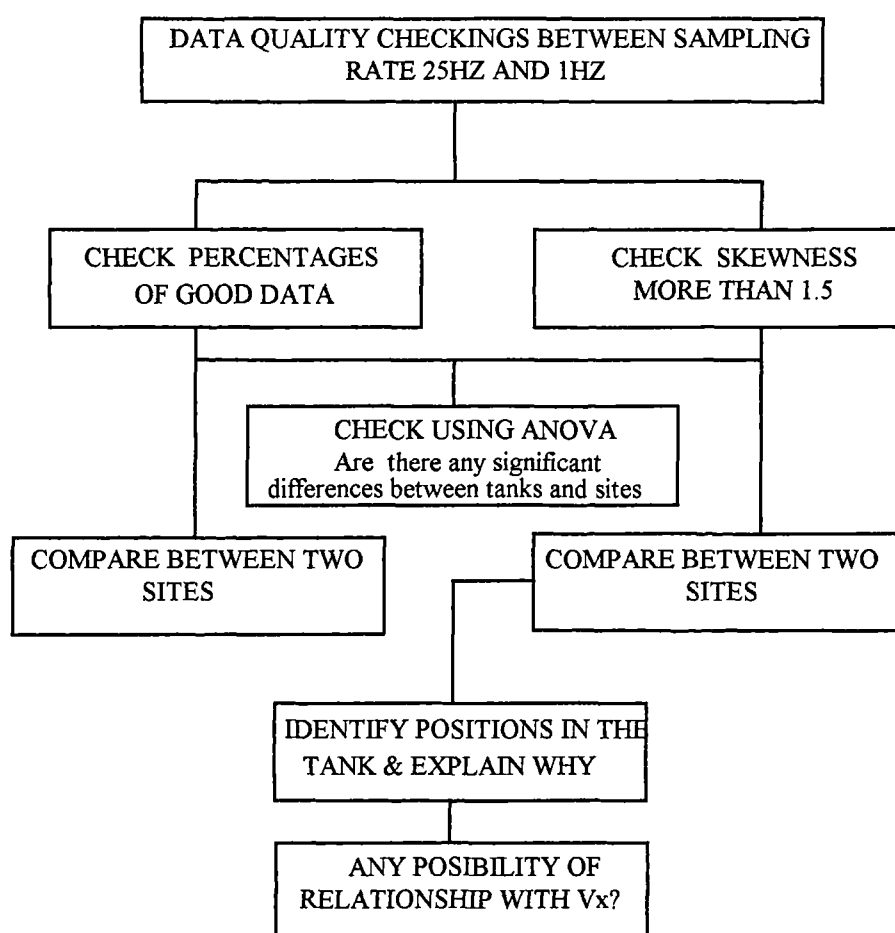 DATA QUALITY CHECKINGS BETWEEN SAMPLING
RATE 25HZ AND 1HZ
CHECK PERCENTAGES
OF GOOD DATA
CHECK SKEWNESS
MORE THAN 1.5
CHECK USING ANOVA
Are there any significant
differences between tanks and sites
COMPARE BETWEEN TWO
SITES
COMPARE BETWEEN TWO
SITES
IDENTIFY POSITIONS IN THE
TANK & EXPLAIN WHY
ANY POSIBILITY OF
RELATIONSHIP WITH Vx?